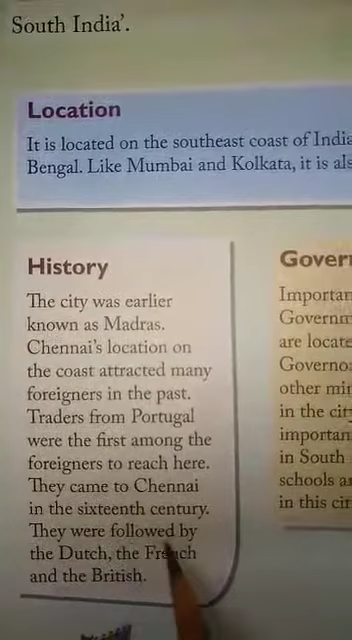 South India'.
Location
It is located on the southeast coast of India
Bengal. Like Mumbai and Kolkata, it is
History
The city was earlier
known as Madras.
Chennai's location on
the coast attracted many
foreigners in the past.
Traders from Portugal
were the first among the
foreigners to reach here.
They came to Chennai
in the sixteenth century.
They were followed by
the Dutch, the French
and the British.
Importan
Governm
are locate
Governo
other min
in the city
importan
in South
schools a
in this cit